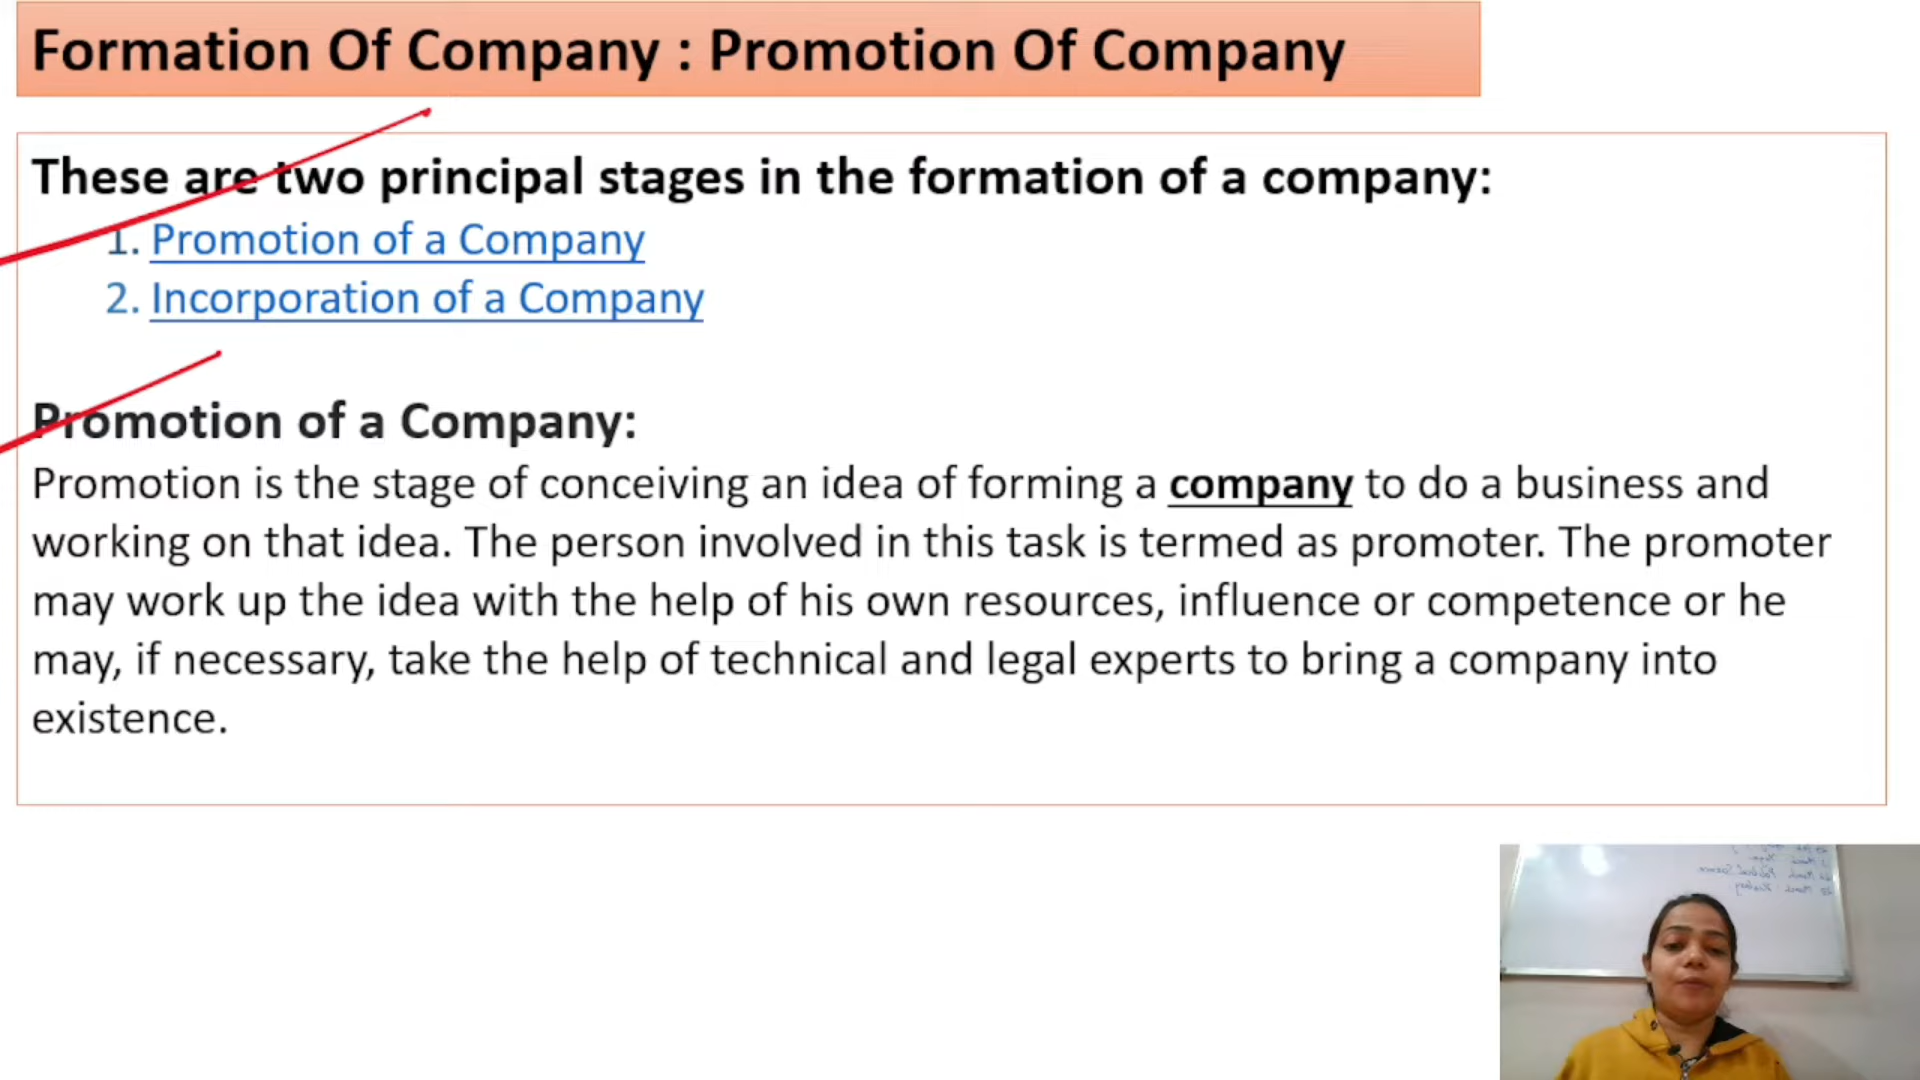 Formation Of Company : Promotion Of Company
These are two principal stages in the formation of a company:
1. Promotion of a Company
2. Incorporation of a Company
Promotion of a Company:
Promotion is the stage of conceiving an idea of forming a company to do a business and
working on that idea. The person involved in this task is termed as promoter. The promoter
may work up the idea with the help of his own resources, influence or competence or he
may, if necessary, take the help of technical and legal experts to bring a company into
existence.